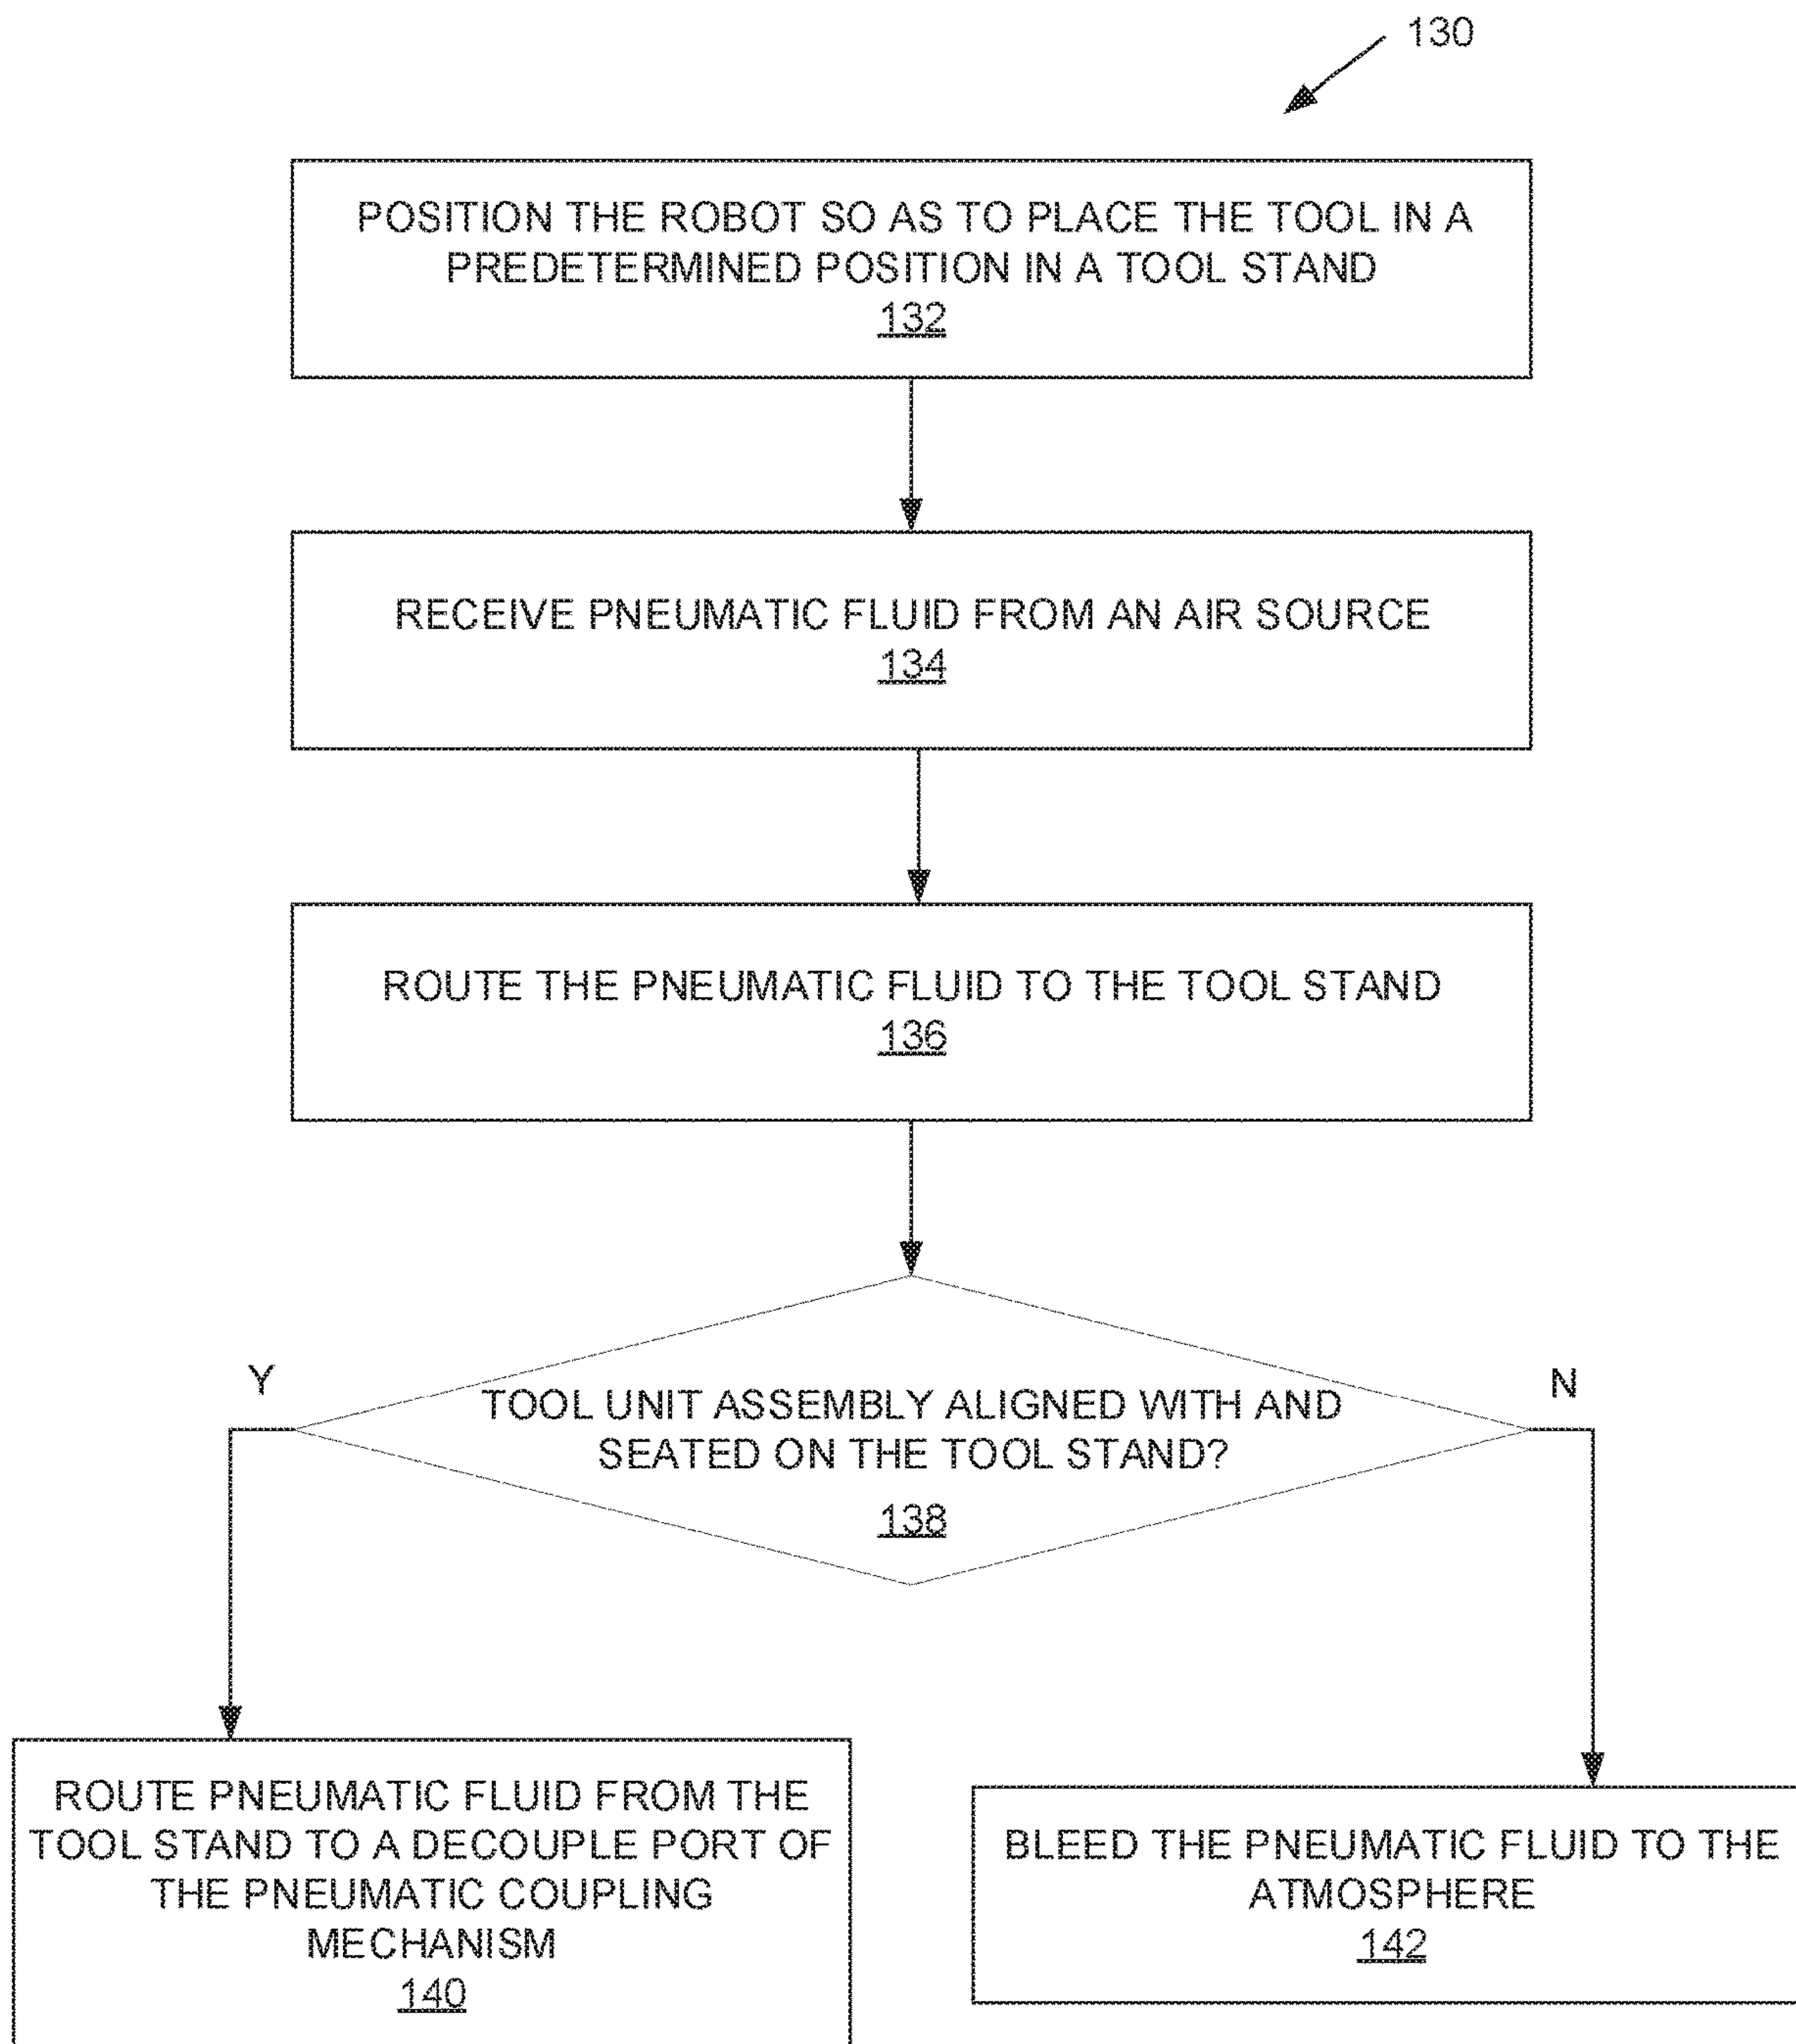 130
POSITION THE ROBOT SO AS TO PLACE THE TOOL IN A
PREDETERMINED POSITION IN A TOOL STAND
132
RECEIVE PNEUMATIC FLUID FROM AN AIR SOURCE
134
ROUTE THE PNEUMATIC FLUID TO THE TOOL STAND
136
Y
N
TOOL UNIT ASSEMBLY ALIGNED WITH AND
SEATED ON THE TOOL STAND?
138
ROUTE PNEUMATIC FLUID FROM THE
TOOL STAND TO A DECOUPLE PORT OF
THE PNEUMATIC COUPLING
MECHANISM
140
BLEED THE PNEUMATIC FLUID TO THE
ATMOSPHERE
142